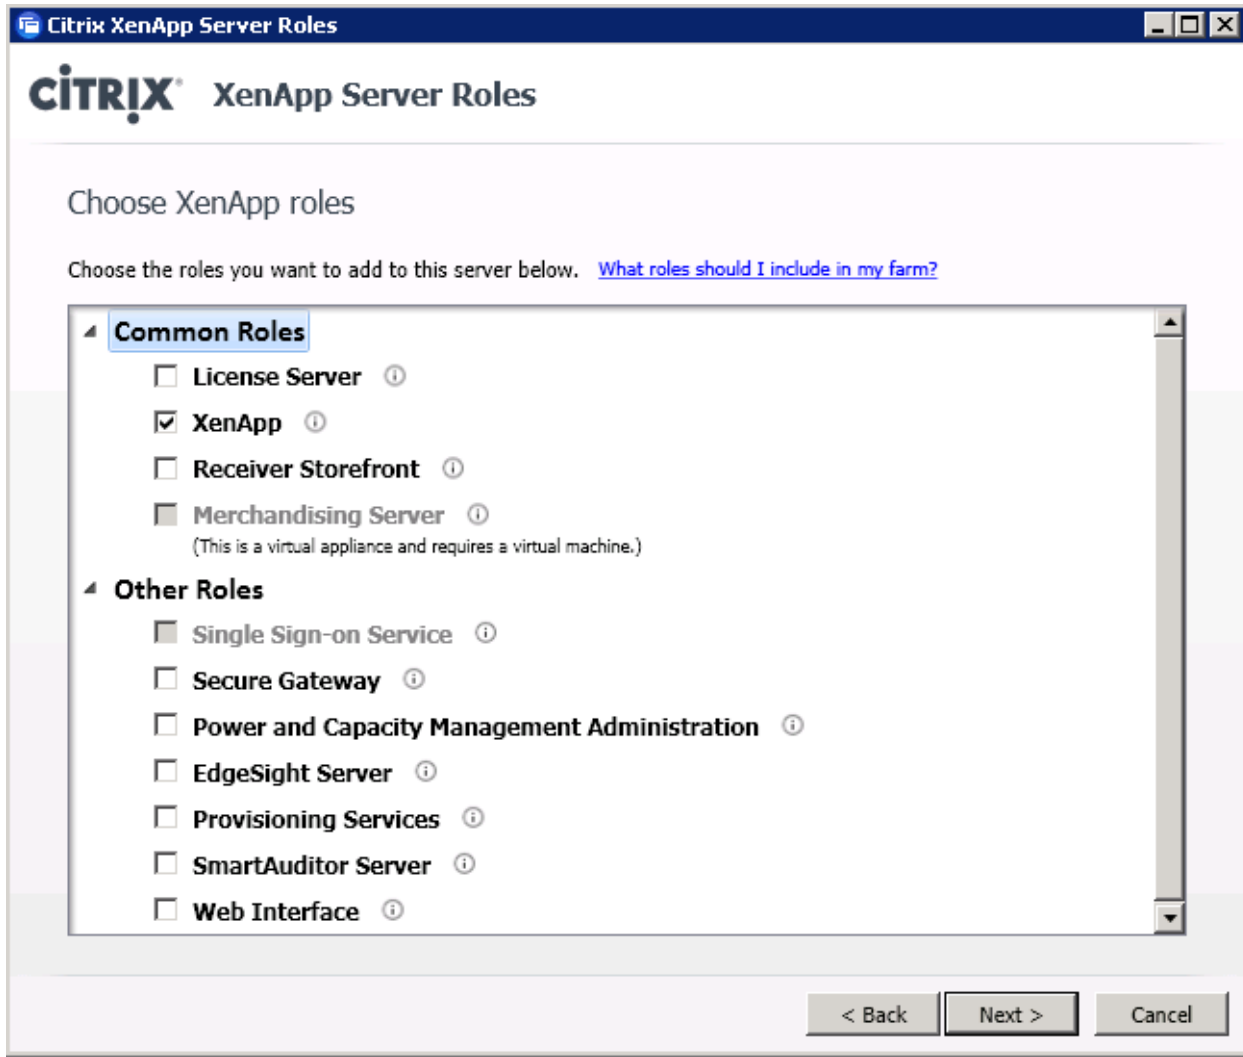 Citrix XenApp Server Roles
CİTRIX XenApp Server Roles
Choose XenApp roles
Choose the roles you want to add to this server below. What roles should I include in my farm?
Common Roles
License Server
XenApp
Receiver Storefront
Merchandising Server
(This is a virtual appliance and requires a virtual machine.)
Other Roles
Single Sign-on Service
Secure Gateway
Power and Capacity Management Administration
EdgeSight Server
Provisioning Services
SmartAuditor Server
Web Interface
< Back Next > Cancel